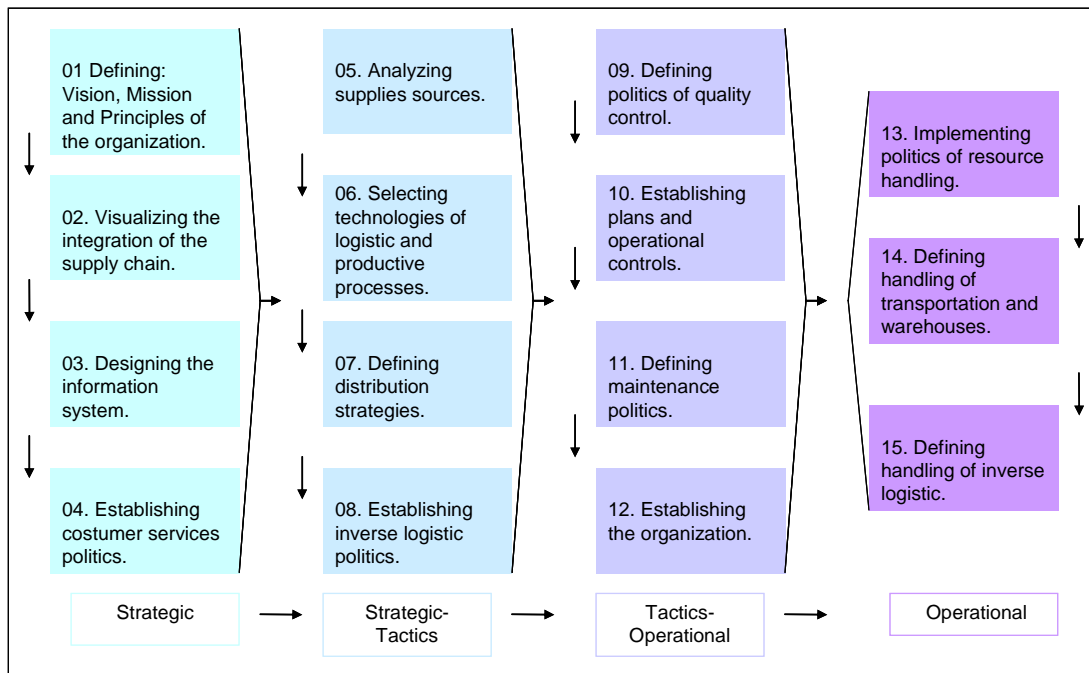 01 Defining:
Vision, Mission
and Principles of
the organization.
02. Visualizing the
integration of the
supply chain.
03. Designing the
information
system.
04. Establishing
costumer services
politics.
05. Analyzing
supplies sources.
06. Selecting
technologies of
logistic and
productive
processes.
07. Defining
distribution
strategies.
08. Establishing
inverse logistic
politics.
09. Defining
politics of quality
control.
10. Establishing
plans and
operational
controls.
11. Defining
maintenance
politics.
12. Establishing
the organization.
13. Implementing
politics of resource
handling.
14. Defining
handling of
transportation and
warehouses.
15. Defining
handling of inverse
logistic.
Strategic
Strategic-
Tactics
Tactics-
Operational
Operational